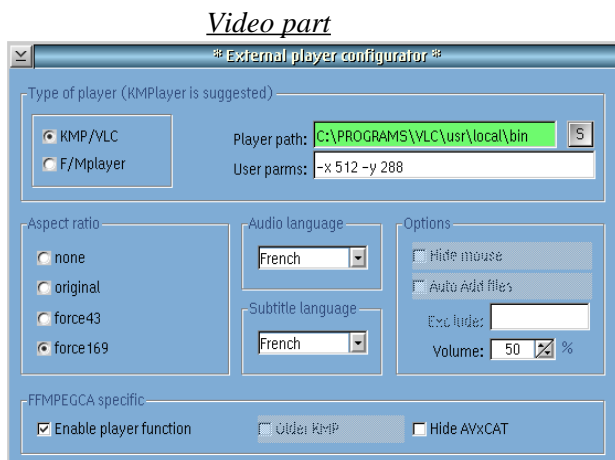 Video part
* External player configurator *
Type of player (KMPlayer is suggested)
KMP/VLC
F/Mplayer
Player path: C:\PROGRAMS\VLC\usr\local\bin S
User parms: -x 512 -y 288
Aspect ratio
none
original
force43
force169
Audio language
French
Subtitle language
French
Options
Hide mouse
Auto Add files
Exclude:
Volume: 50 %
FFMPEGCA specific
Enable player function
Older KMP
Hide AVxCAT